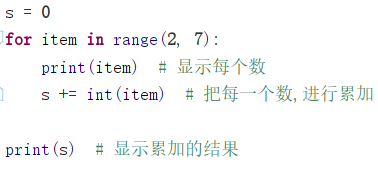 s = 0
for item in range(2, 7):
    print(item)  # 显示每个数
    s += int(item)  # 把每一个数,进行累加
print(s)  # 显示累加的结果